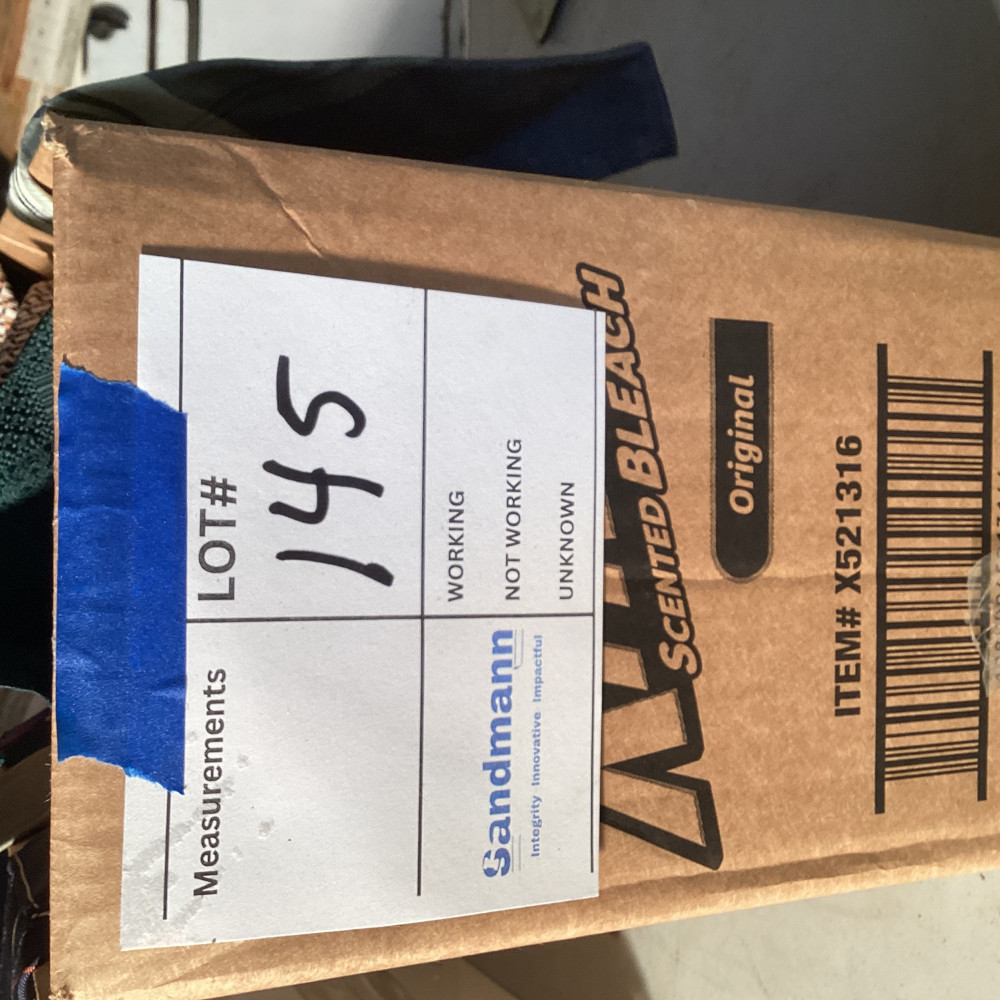 Measurements
LOT#
145
WORKING
NOT WORKING
UNKNOWN
Sandmann
Integrity Innovative Impactful
SCENTED BLEACH
Original
ITEM# X521316